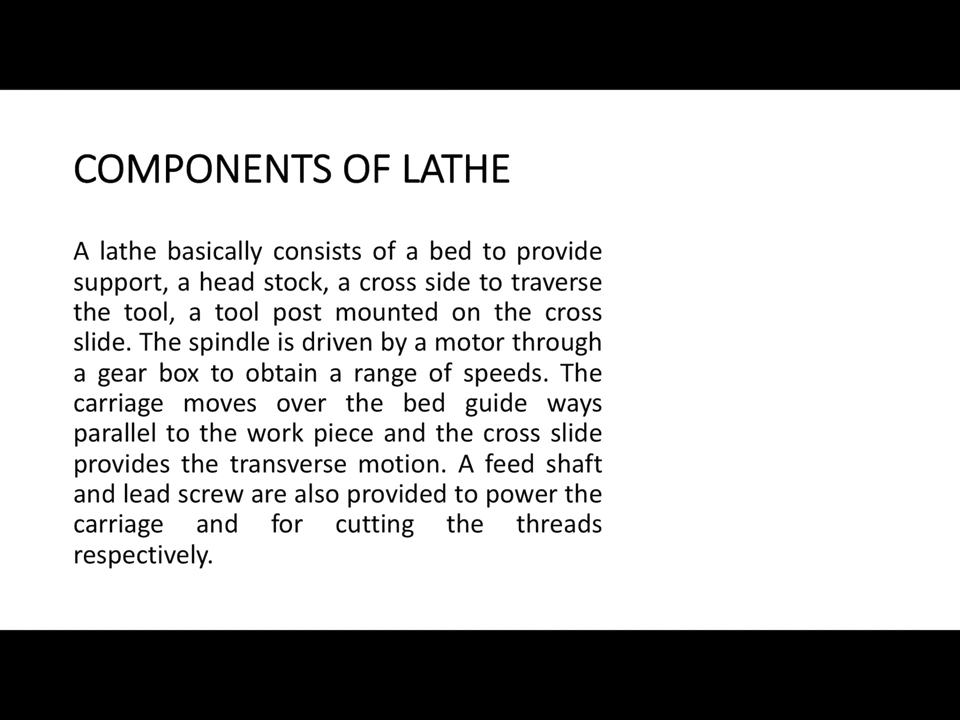 COMPONENTS OF LATHE
A lathe basically consists of a bed to provide
support, a head stock, a cross side to traverse
the tool, a tool post mounted on the cross
slide. The spindle is driven by a motor through
a gear box to obtain a range of speeds. The
carriage moves over the bed guide ways
parallel to the work piece and the cross slide
provides the transverse motion. A feed shaft
and lead screw are also provided to power the
carriage and for cutting the threads
respectively.